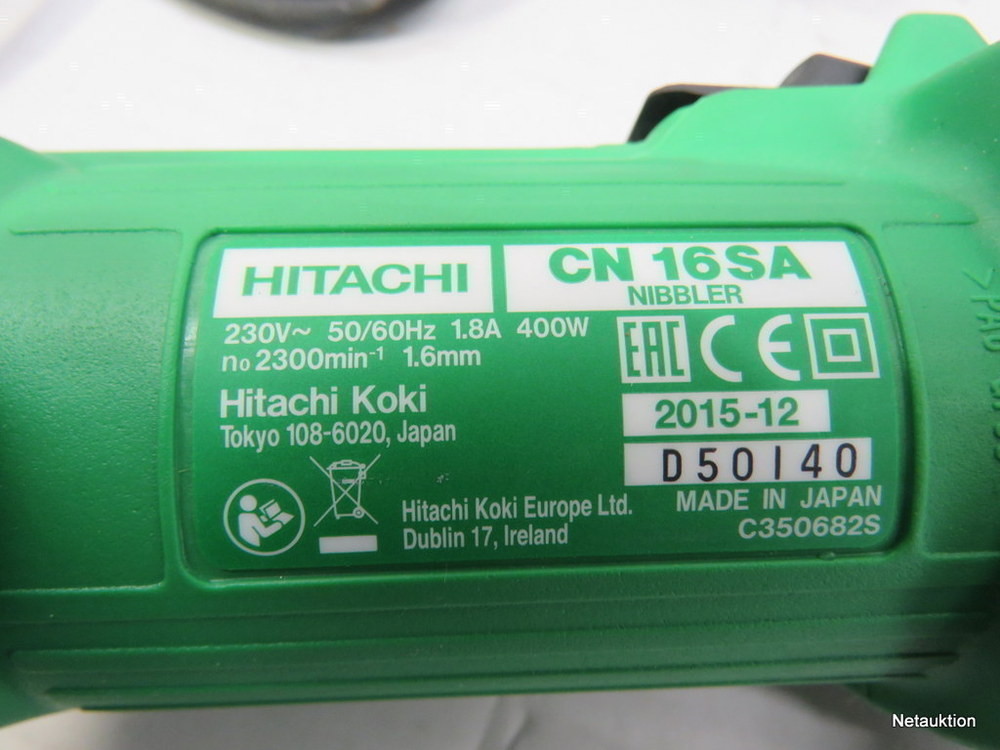 HITACHI
CN 16SA
NIBBLER
230V~ 50/60Hz 1.8A 400W
no 2300min-1 1.6mm
EAC CE
Hitachi Koki
Tokyo 108-6020, Japan
2015-12
D50140
MADE IN JAPAN
C350682S
Hitachi Koki Europe Ltd.
Dublin 17, Ireland
>PA6
Netauktion